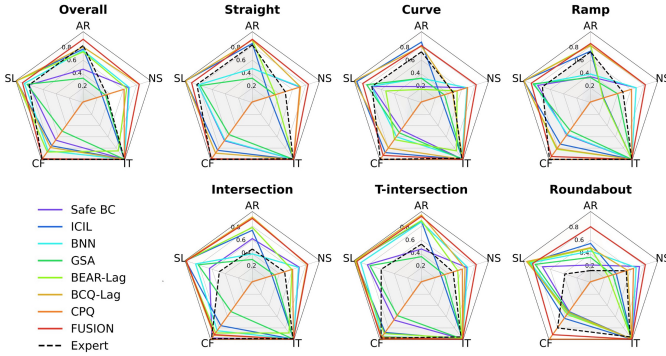 Overall
Straight
Curve
Ramp
AR
AR
AR
AR
0.8
0.6
0.4
0.2
0.8
0.6
0.4
0.2
0.8
0.6
0.4
0.2
0.8
0.6
0.4
0.2
SL
NS
SL
NS
SL
NS
SL
NS
CF
IT
CF
IT
CF
IT
CF
IT
Intersection
T-intersection
Roundabout
AR
AR
AR
0.8
0.6
0.4
0.2
0.8
0.6
0.4
0.2
0.8
0.6
0.4
0.2
SL
NS
SL
NS
SL
NS
CF
IT
CF
IT
CF
IT
Safe BC
ICIL
BNN
GSA
BEAR-Lag
BCQ-Lag
CPQ
FUSION
Expert